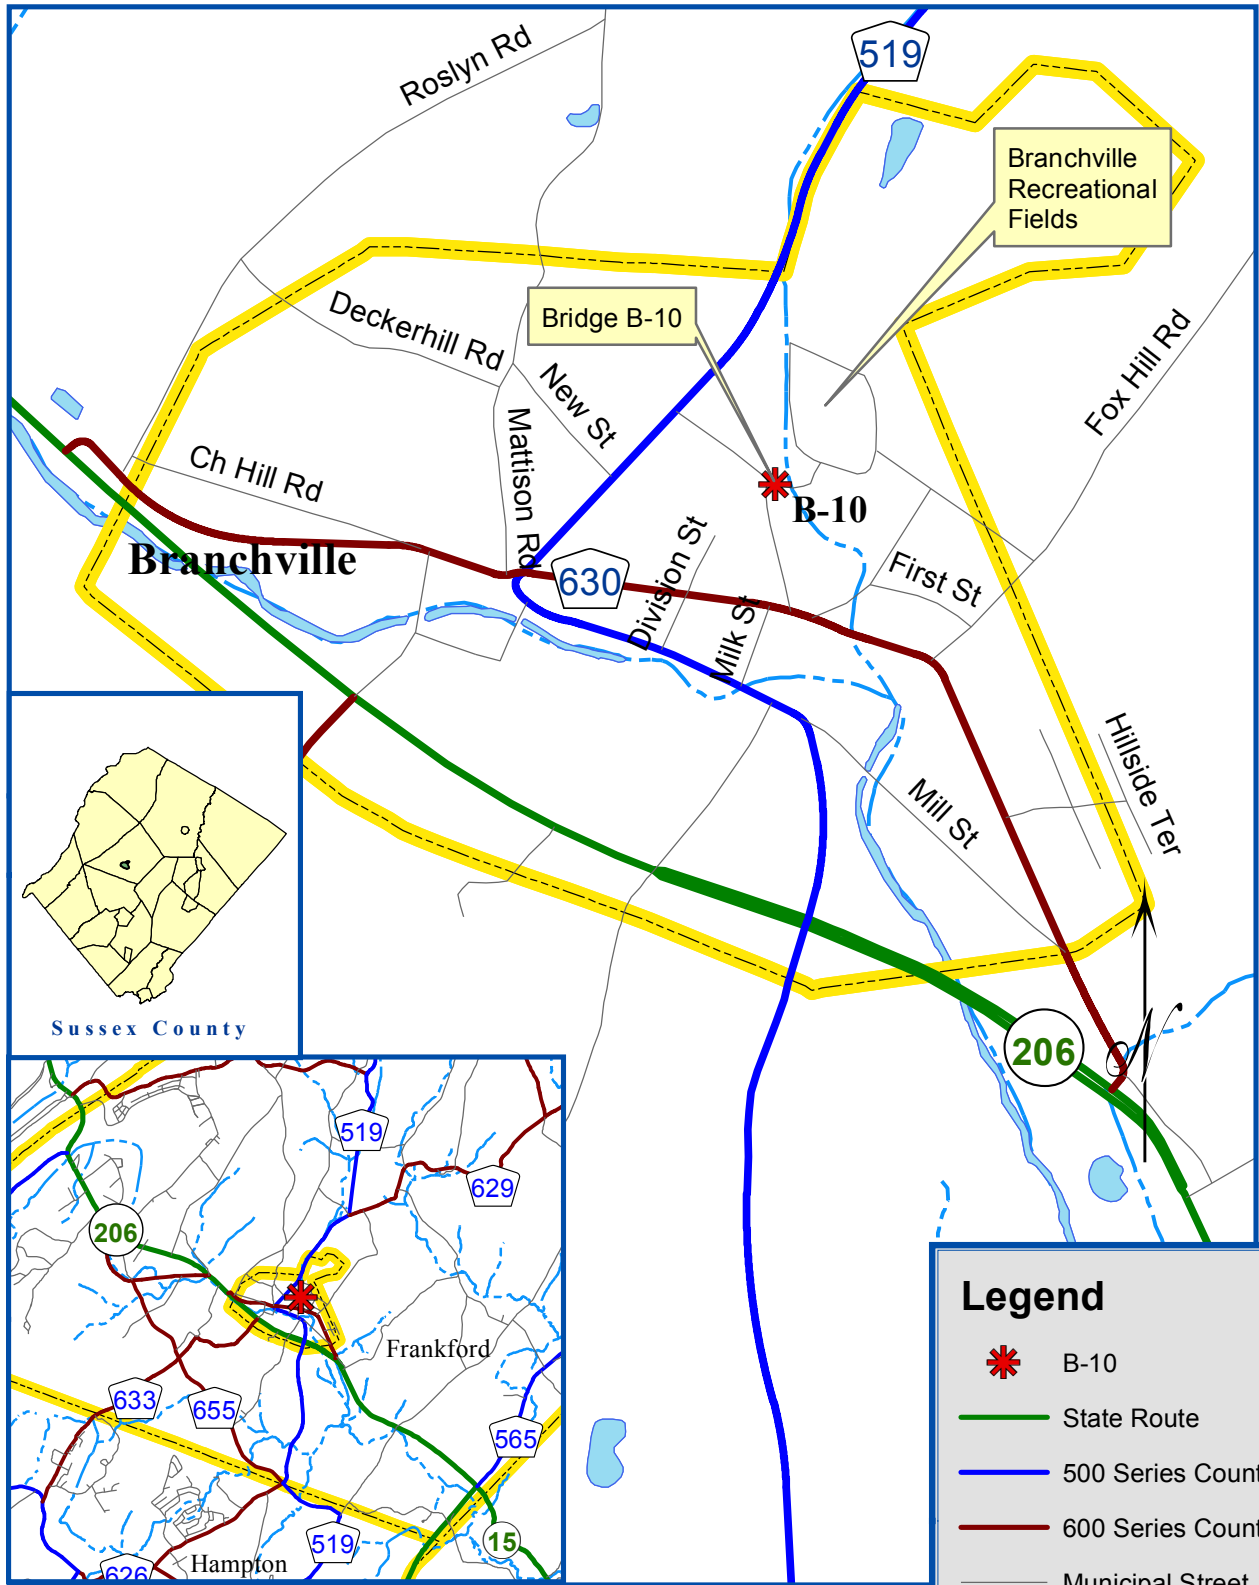 519
Roslyn Rd
Branchville
Recreational
Fields
Bridge B-10
Deckerhill Rd
New St
Fox Hill Rd
Mattison Rd
Ch Hill Rd
B-10
Branchville
630
Division St
First St
Milk St
Hillside Ter
Mill St
Sussex County
206
N
519
629
206
Frankford
633
655
565
519
15
Hampton
626
Legend
B-10
State Route
500 Series Count
600 Series Count
Municipal Street